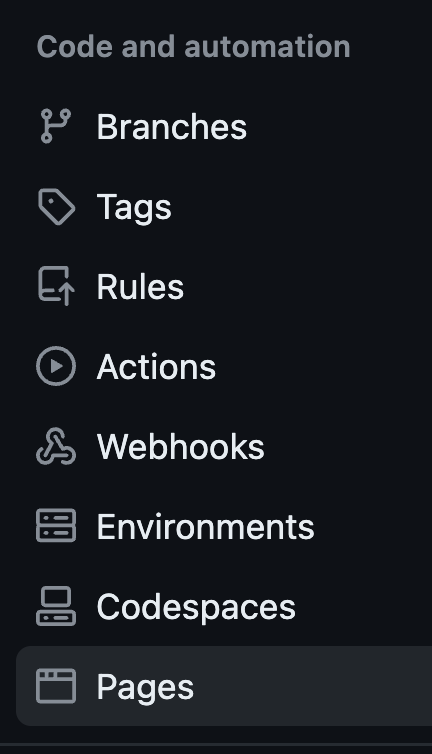 Code and automation
Branches
Tags
Rules
Actions
Webhooks
Environments
Codespaces
Pages